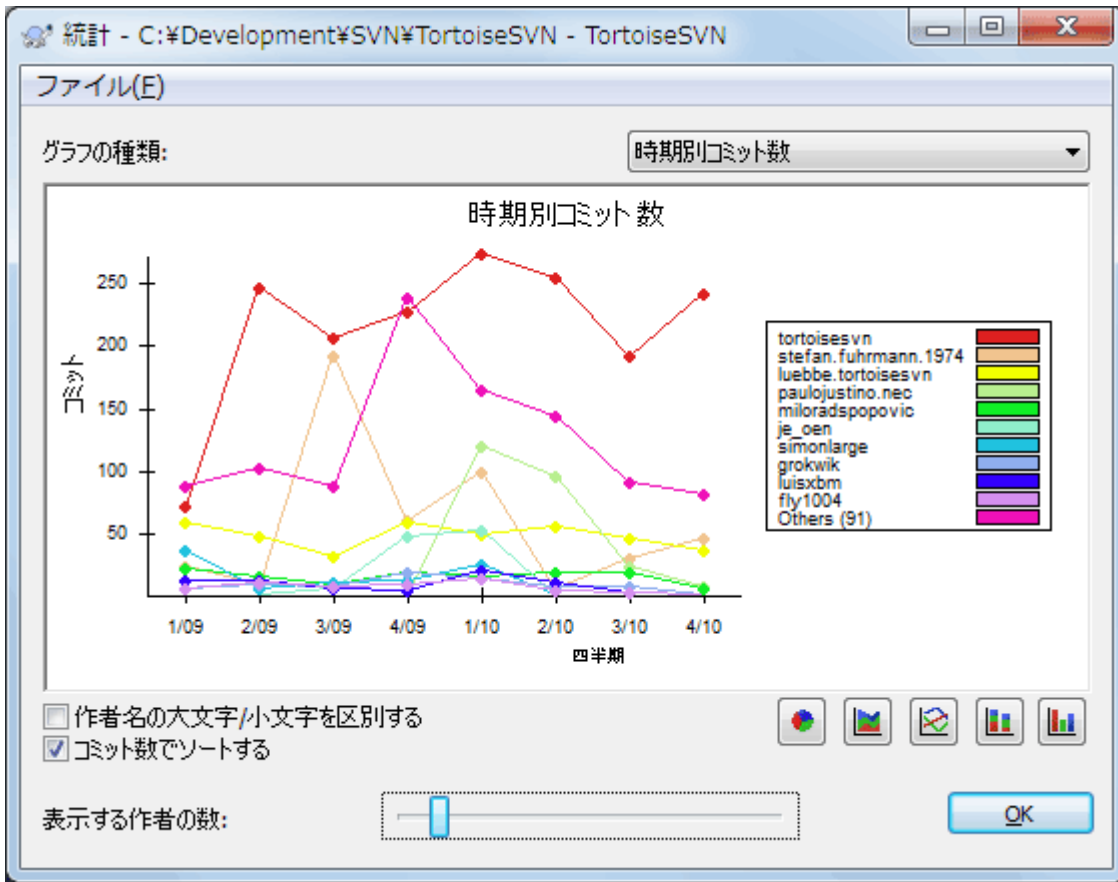 統計 - C:¥Development¥SVN¥TortoiseSVN - TortoiseSVN
ファイル(F)
グラフの種類:
時期別コミット数
時期別コミット数
コミット
250
200
150
100
50
1/09 2/09 3/09 4/09 1/10 2/10 3/10 4/10
四半期
tortoisesvn
stefan.fuhrmann.1974
luebbe.tortoisesvn
paulojustino.nec
miloradspopovic
je_oen
simonlarge
grokwik
luisxbm
fly1004
Others (91)
作者名の大文字/小文字を区別する
コミット数でソートする
表示する作者の数:
OK